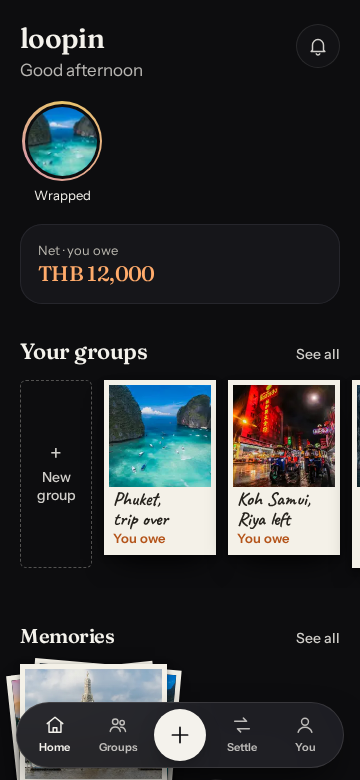 loopin
Good afternoon
Wrapped
Net · you owe
THB 12,000
Your groups
See all
+
New
group
Phuket,
trip over
You owe
Koh Samui,
Riya left
You owe
Memories
See all
Home
Groups
+
Settle
You